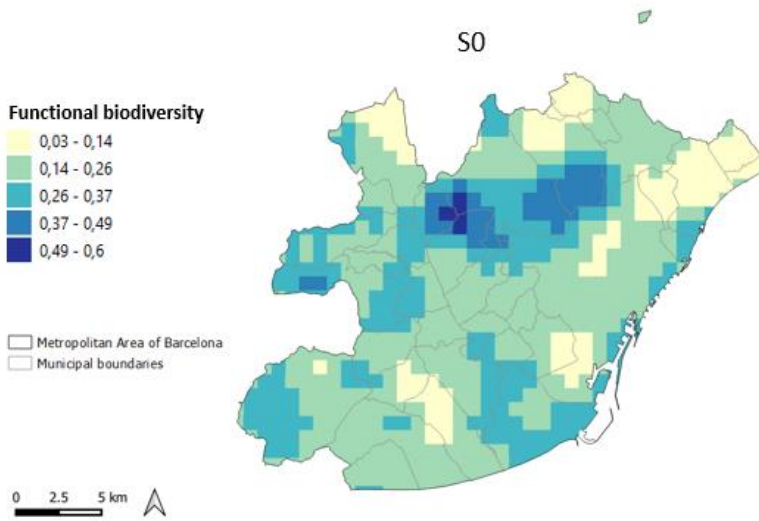 S0
Functional biodiversity
0,03 - 0,14
0,14 - 0,26
0,26 - 0,37
0,37 - 0,49
0,49 - 0,6
Metropolitan Area of Barcelona
Municipal boundaries
0 2.5 5 km